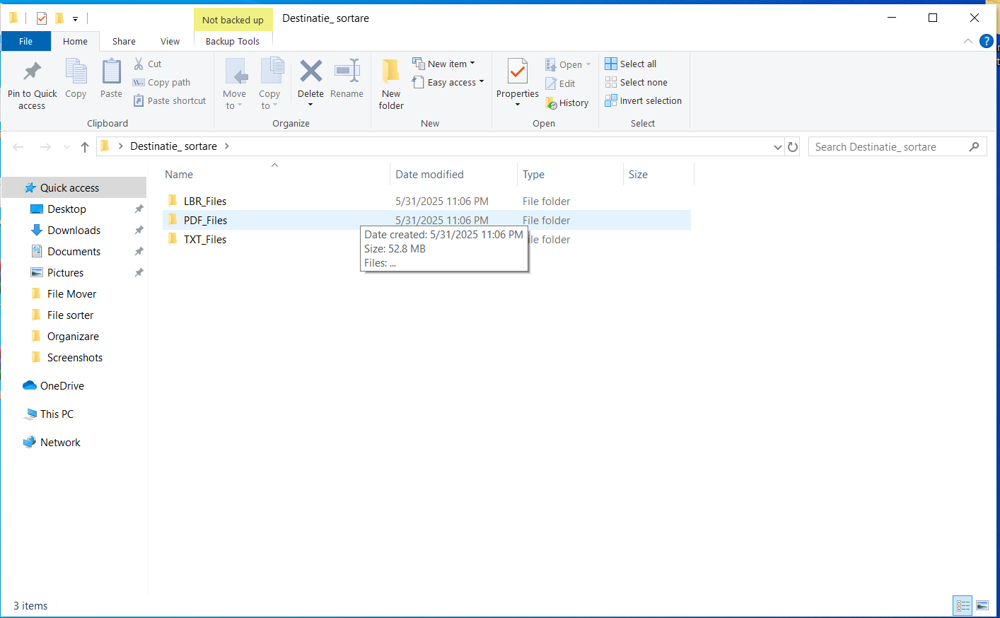 Not backed up
Destinatie_ sortare
File
Home
Share
View
Backup Tools
Pin to Quick access
Copy
Paste
Cut
Copy path
Paste shortcut
Clipboard
Move to
Copy to
Delete
Rename
Organize
New folder
New item
Easy access
New
Properties
Open
Edit
History
Open
Select all
Select none
Invert selection
Select
Destinatie_ sortare
Search Destinatie_ sortare
Name
Date modified
Type
Size
LBR_Files 5/31/2025 11:06 PM File folder
PDF_Files 5/31/2025 11:06 PM File folder
TXT_Files
Date created: 5/31/2025 11:06 PM
Size: 52.8 MB
Files: ...
folder
Quick access
Desktop
Downloads
Documents
Pictures
File Mover
File sorter
Organizare
Screenshots
OneDrive
This PC
Network
3 items